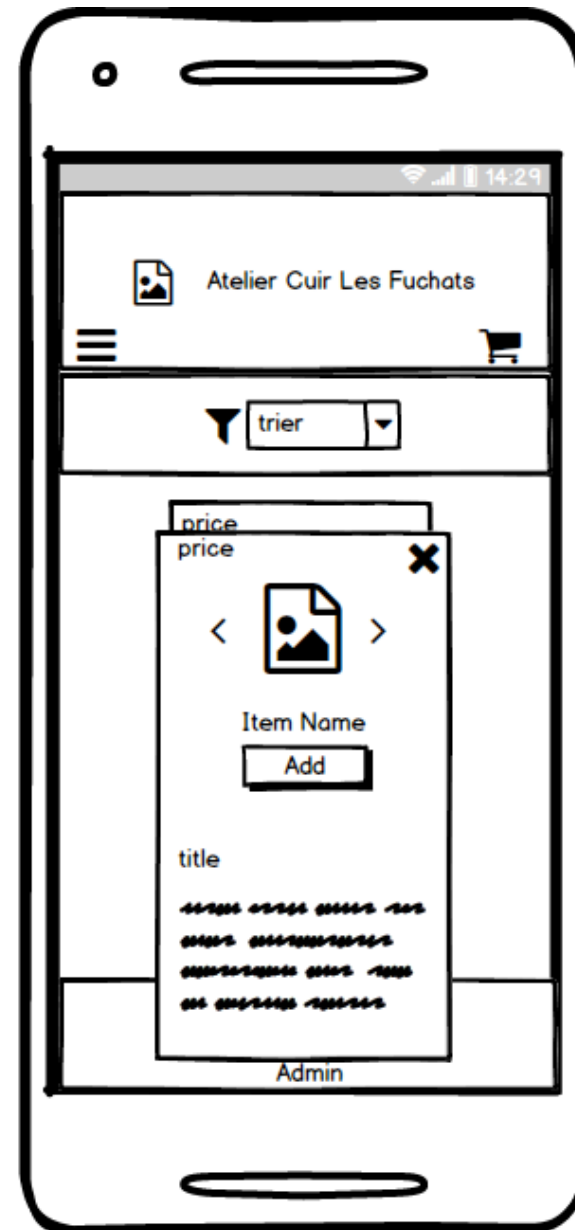 14:29
Atelier Cuir Les Fuchats
trier
price
price
Item Name
Add
title
Admin